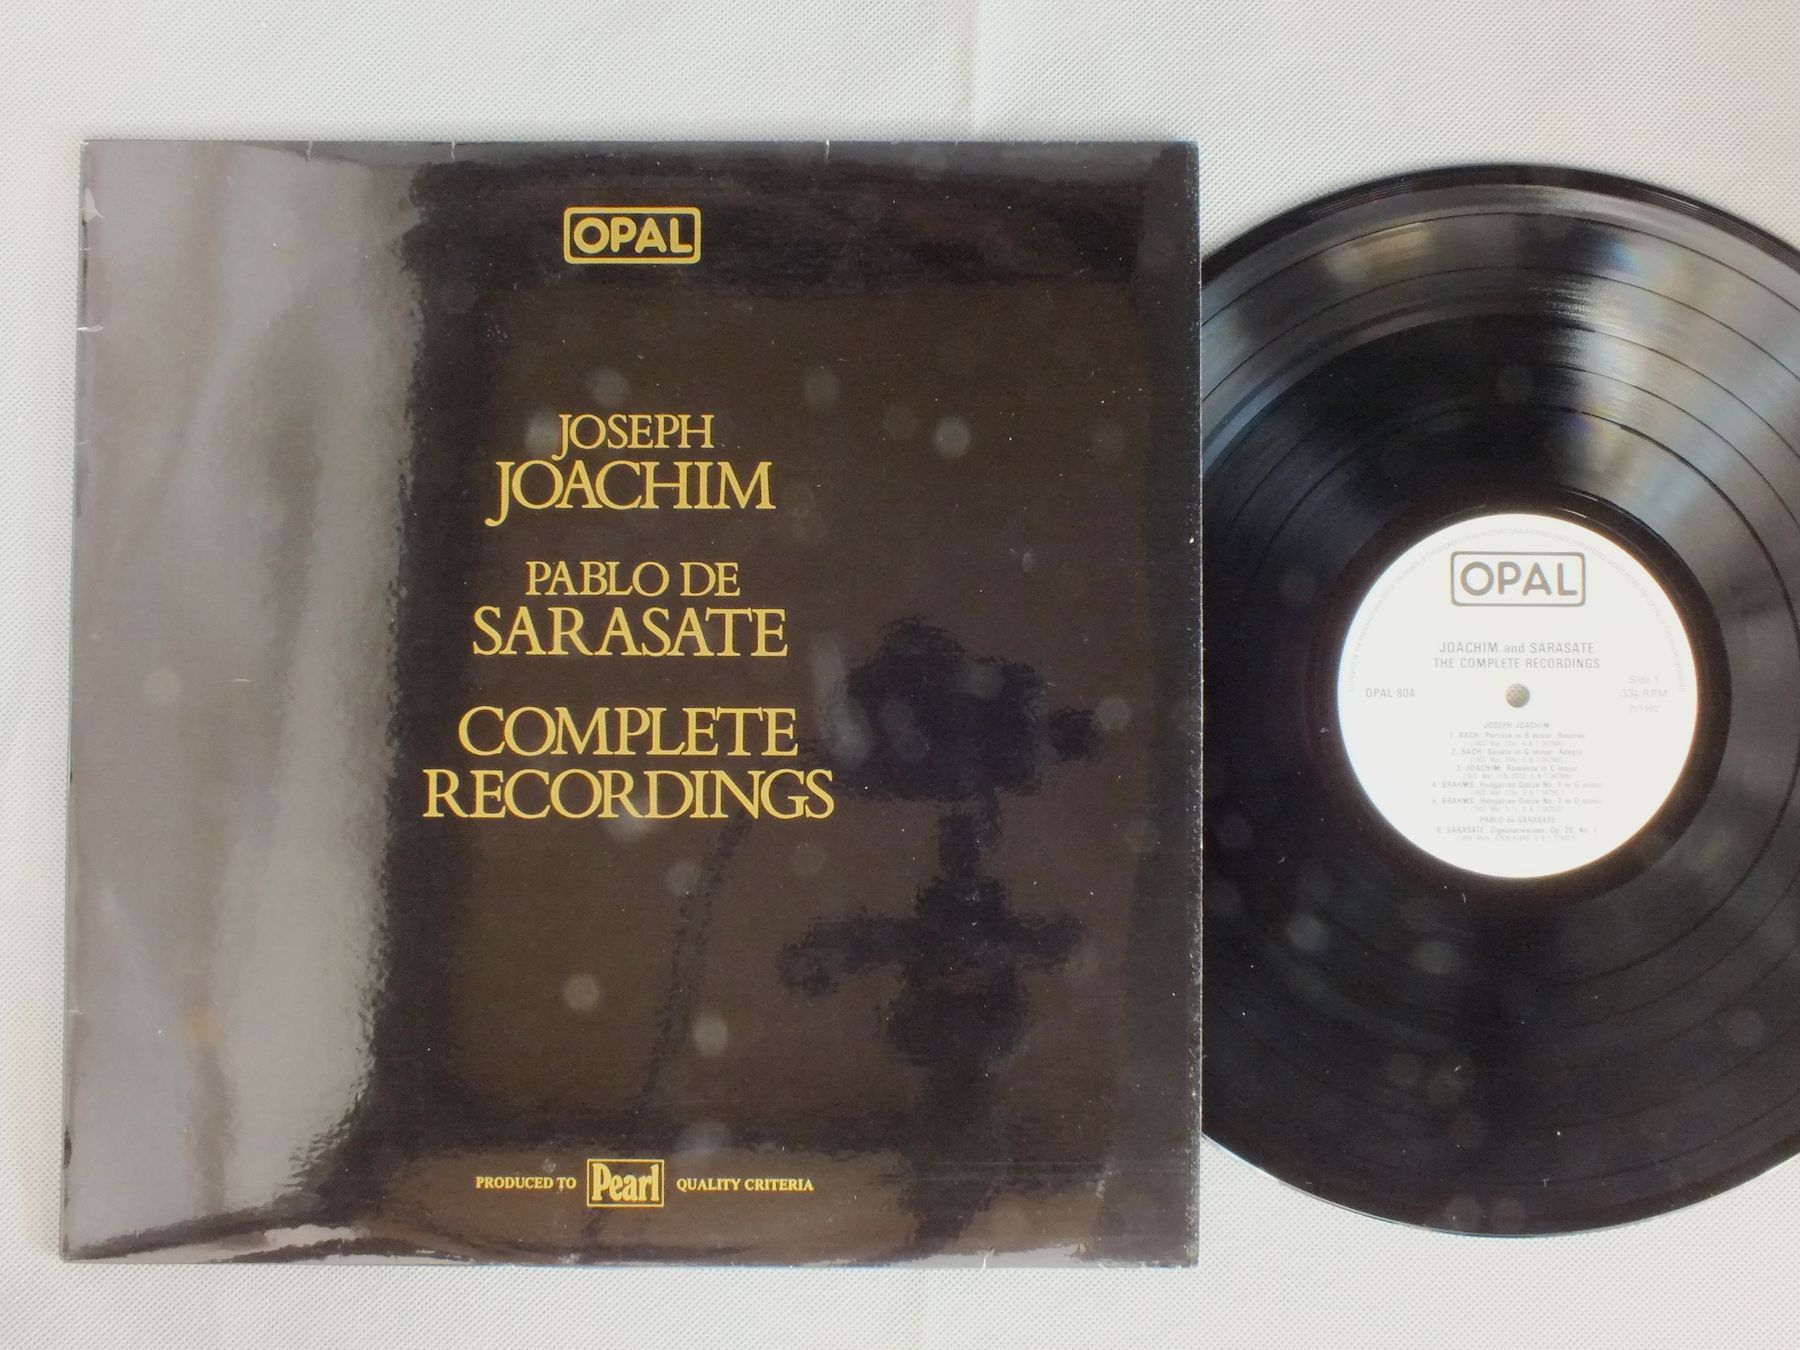 OPAL
JOSEPH
JOACHIM
PABLO DE
SARASATE
COMPLETE
RECORDINGS
PRODUCED TO Pearl QUALITY CRITERIA
OPAL
JOACHIM and SARASATE
THE COMPLETE RECORDINGS
OPAL 804
Side 1
33⅓ RPM
℗ 1982
JOSEPH JOACHIM
1. BACH Partita in B minor Bourrée
2. BACH Sonata in G minor Adagio
3. JOACHIM Romance in C major
4. BRAHMS Hungarian Dance No. 1 in G minor
5. BRAHMS Hungarian Dance No. 2 in D minor
PABLO de SARASATE
6. SARASATE Zigeunerweisen, Op. 20, No. 1